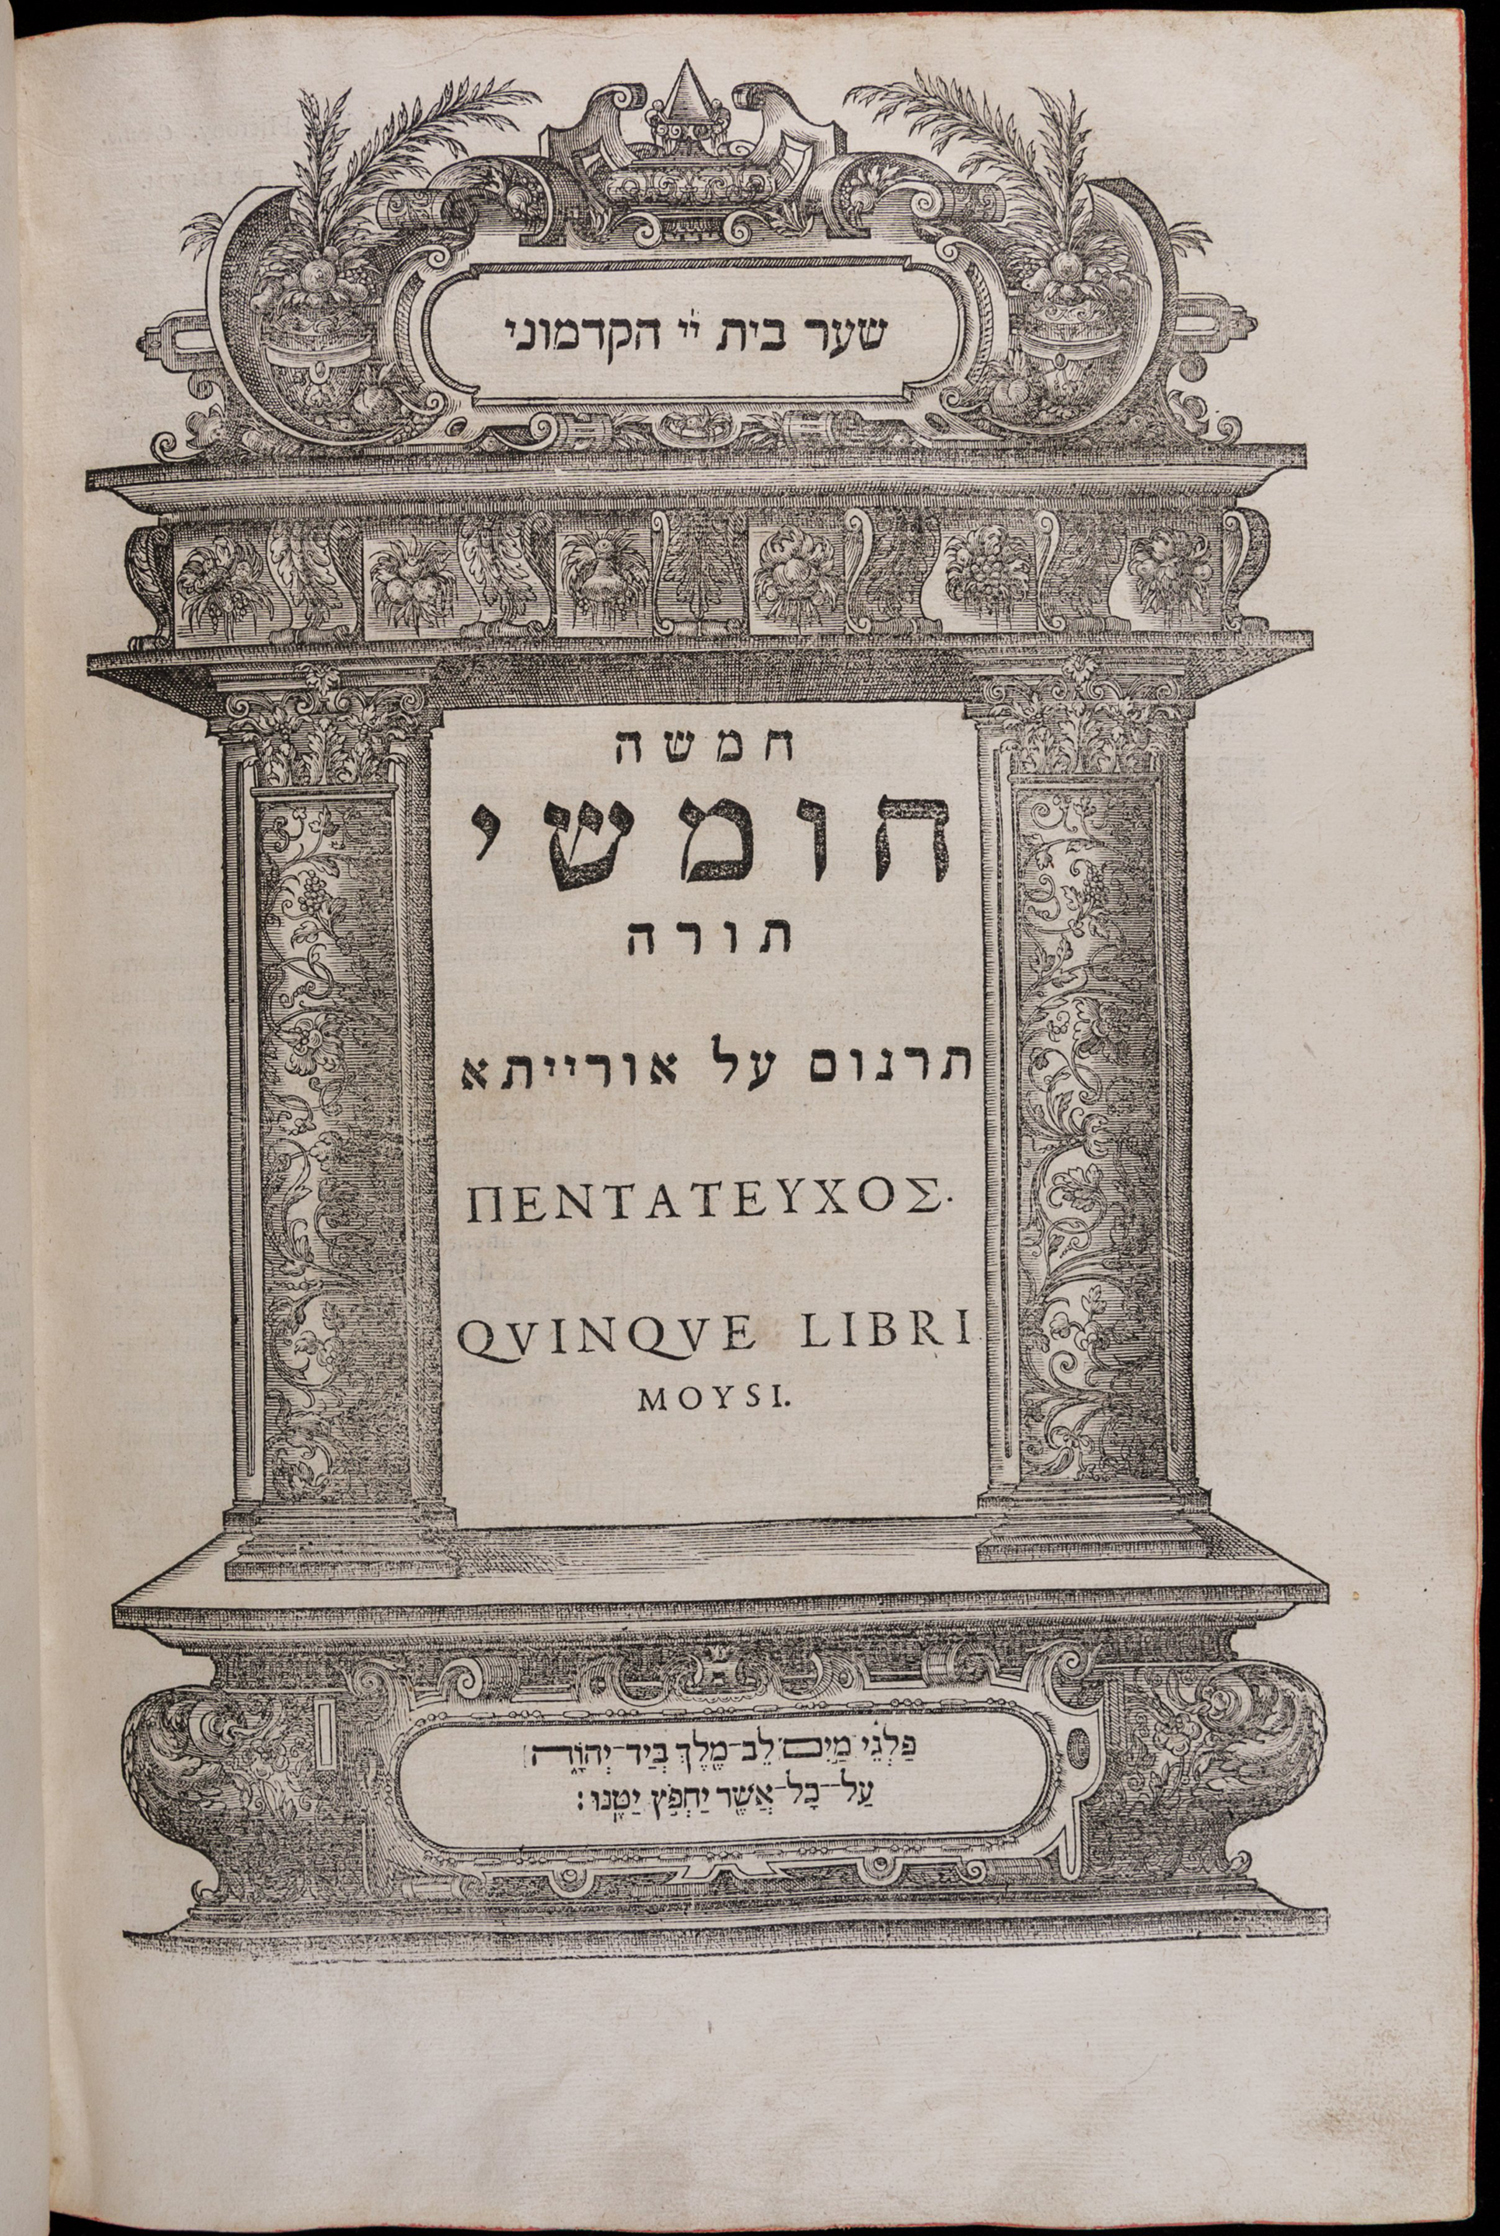 שער בית יי הקדמוני
חמשה
חומשי
תורה
תרגום על אורייתא
ΠΕΝΤΑΤΕΥΧΟΣ.
QVINQVE LIBRI
MOYSI.
פַּלְגֵי מַיִם לֶב־מֶלֶךְ בְּיַד־יְהוָה
עַל־כָּל־אֲשֶׁר יַחְפֹּץ יַטֶּנּוּ׃